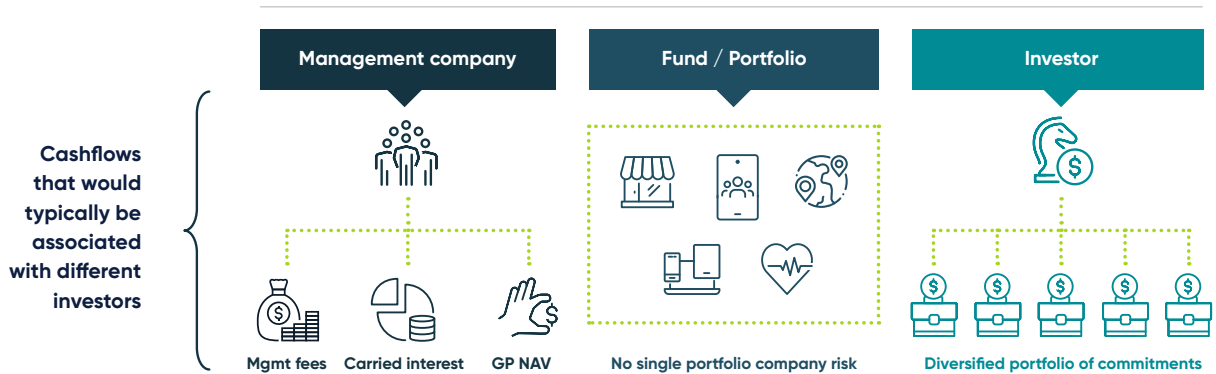 Management company
Fund / Portfolio
Investor
Cashflows
that would
typically be
associated
with different
investors
$
$
$
$
$
$
$
$
Mgmt fees
Carried interest
GP NAV
No single portfolio company risk
Diversified portfolio of commitments